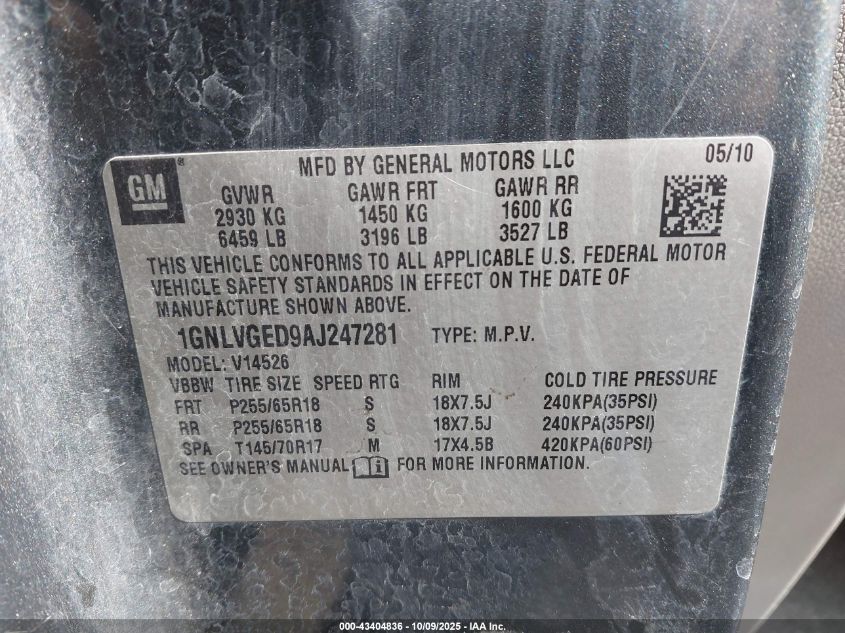 GM ®
MFD BY GENERAL MOTORS LLC 05/10
GVWR GAWR FRT GAWR RR
2930 KG 1450 KG 1600 KG
6459 LB 3196 LB 3527 LB
THIS VEHICLE CONFORMS TO ALL APPLICABLE U.S. FEDERAL MOTOR
VEHICLE SAFETY STANDARDS IN EFFECT ON THE DATE OF
MANUFACTURE SHOWN ABOVE.
1GNLVGED9AJ247281 TYPE: M.P.V.
MODEL: V14526
VBBW TIRE SIZE SPEED RTG RIM COLD TIRE PRESSURE
FRT P255/65R18 S 18X7.5J 240KPA(35PSI)
RR P255/65R18 S 18X7.5J 240KPA(35PSI)
SPA T145/70R17 M 17X4.5B 420KPA(60PSI)
SEE OWNER'S MANUAL FOR MORE INFORMATION.
000-43404836 - 10/09/2025 - IAA Inc.